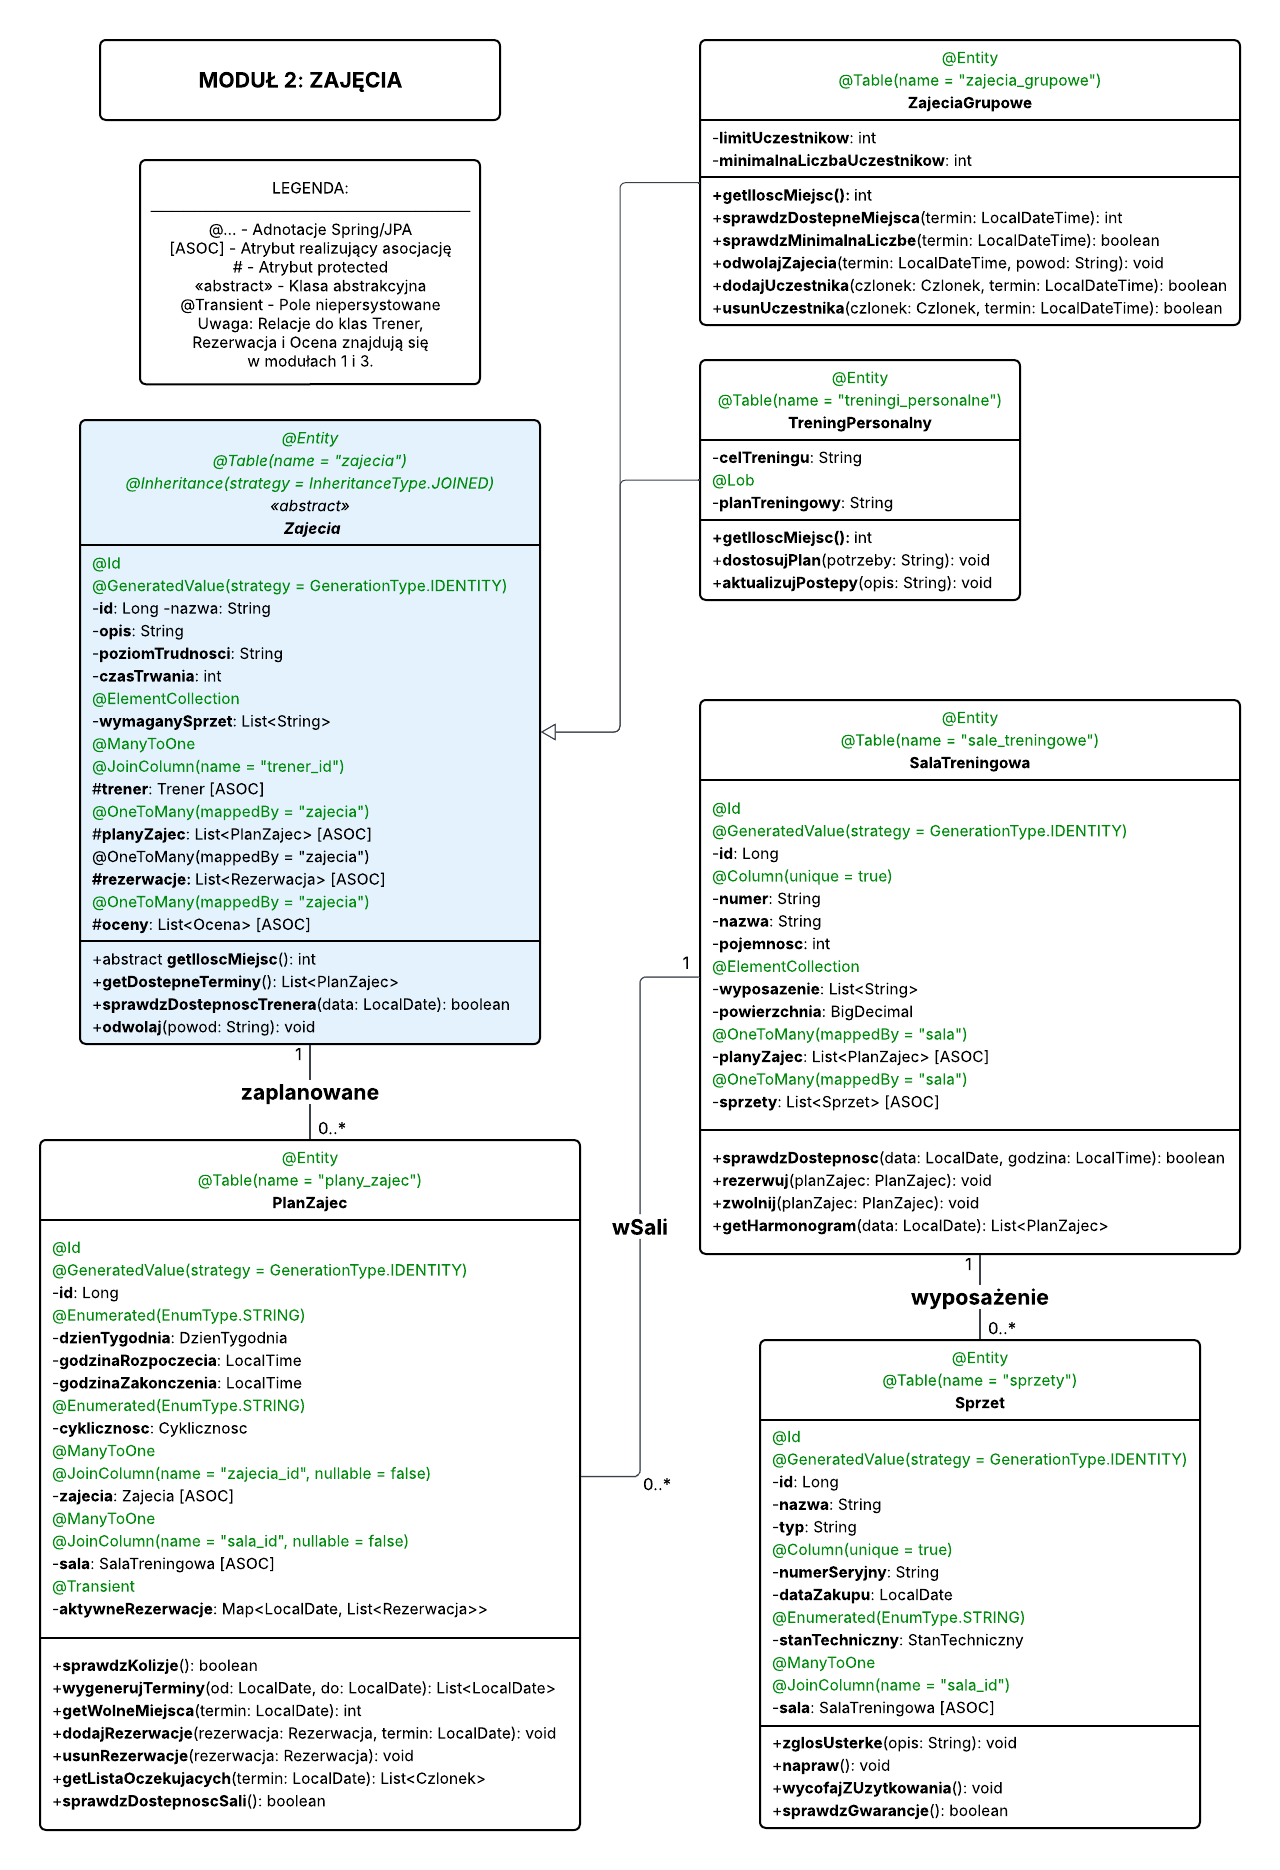 MODUŁ 2: ZAJĘCIA
LEGENDA:
@... - Adnotacje Spring/JPA
[ASOC] - Atrybut realizujący asocjację
# - Atrybut protected
«abstract» - Klasa abstrakcyjna
@Transient - Pole niepersystowane
Uwaga: Relacje do klas Trener,
Rezerwacja i Ocena znajdują się
w modułach 1 i 3.
@Entity
@Table(name = "zajecia_grupowe")
ZajeciaGrupowe
-limitUczestnikow: int
-minimalnaLiczbaUczestnikow: int
+getIloscMiejsc(): int
+sprawdzDostepneMiejsca(termin: LocalDateTime): int
+sprawdzMinimalnaLiczbe(termin: LocalDateTime): boolean
+odwolajZajecia(termin: LocalDateTime, powod: String): void
+dodajUczestnika(czlonek: Czlonek, termin: LocalDateTime): boolean
+usunUczestnika(czlonek: Czlonek, termin: LocalDateTime): boolean
@Entity
@Table(name = "treningi_personalne")
TreningPersonalny
-celTreningu: String
@Lob
-planTreningowy: String
+getIloscMiejsc(): int
+dostosujPlan(potrzeby: String): void
+aktualizujPostepy(opis: String): void
@Entity
@Table(name = "zajecia")
@Inheritance(strategy = InheritanceType.JOINED)
«abstract»
Zajecia
@Id
@GeneratedValue(strategy = GenerationType.IDENTITY)
-id: Long -nazwa: String
-opis: String
-poziomTrudnosci: String
-czasTrwania: int
@ElementCollection
-wymaganySprzet: List<String>
@ManyToOne
@JoinColumn(name = "trener_id")
#trener: Trener [ASOC]
@OneToMany(mappedBy = "zajecia")
#planyZajec: List<PlanZajec> [ASOC]
@OneToMany(mappedBy = "zajecia")
#rezerwacje: List<Rezerwacja> [ASOC]
@OneToMany(mappedBy = "zajecia")
#oceny: List<Ocena> [ASOC]
+abstract getIloscMiejsc(): int
+getDostepneTerminy(): List<PlanZajec>
+sprawdzDostepnoscTrenera(data: LocalDate): boolean
+odwolaj(powod: String): void
1
zaplanowane
0..*
@Entity
@Table(name = "sale_treningowe")
SalaTreningowa
@Id
@GeneratedValue(strategy = GenerationType.IDENTITY)
-id: Long
@Column(unique = true)
-numer: String
-nazwa: String
-pojemnosc: int
@ElementCollection
-wyposazenie: List<String>
-powierzchnia: BigDecimal
@OneToMany(mappedBy = "sala")
-planyZajec: List<PlanZajec> [ASOC]
@OneToMany(mappedBy = "sala")
-sprzety: List<Sprzet> [ASOC]
+sprawdzDostepnosc(data: LocalDate, godzina: LocalTime): boolean
+rezerwuj(planZajec: PlanZajec): void
+zwolnij(planZajec: PlanZajec): void
+getHarmonogram(data: LocalDate): List<PlanZajec>
1
wSali
0..*
@Entity
@Table(name = "plany_zajec")
PlanZajec
@Id
@GeneratedValue(strategy = GenerationType.IDENTITY)
-id: Long
@Enumerated(EnumType.STRING)
-dzienTygodnia: DzienTygodnia
-godzinaRozpoczecia: LocalTime
-godzinaZakonczenia: LocalTime
@Enumerated(EnumType.STRING)
-cyklicznosc: Cyklicznosc
@ManyToOne
@JoinColumn(name = "zajecia_id", nullable = false)
-zajecia: Zajecia [ASOC]
@ManyToOne
@JoinColumn(name = "sala_id", nullable = false)
-sala: SalaTreningowa [ASOC]
@Transient
-aktywneRezerwacje: Map<LocalDate, List<Rezerwacja>>
+sprawdzKolizje(): boolean
+wygenerujTerminy(od: LocalDate, do: LocalDate): List<LocalDate>
+getWolneMiejsca(termin: LocalDate): int
+dodajRezerwacje(rezerwacja: Rezerwacja, termin: LocalDate): void
+usunRezerwacje(rezerwacja: Rezerwacja): void
+getListaOczekujacych(termin: LocalDate): List<Czlonek>
+sprawdzDostepnoscSali(): boolean
1
wyposażenie
0..*
@Entity
@Table(name = "sprzety")
Sprzet
@Id
@GeneratedValue(strategy = GenerationType.IDENTITY)
-id: Long
-nazwa: String
-typ: String
@Column(unique = true)
-numerSeryjny: String
-dataZakupu: LocalDate
@Enumerated(EnumType.STRING)
-stanTechniczny: StanTechniczny
@ManyToOne
@JoinColumn(name = "sala_id")
-sala: SalaTreningowa [ASOC]
+zglosUsterke(opis: String): void
+napraw(): void
+wycofajZUzytkowania(): void
+sprawdzGwarancje(): boolean